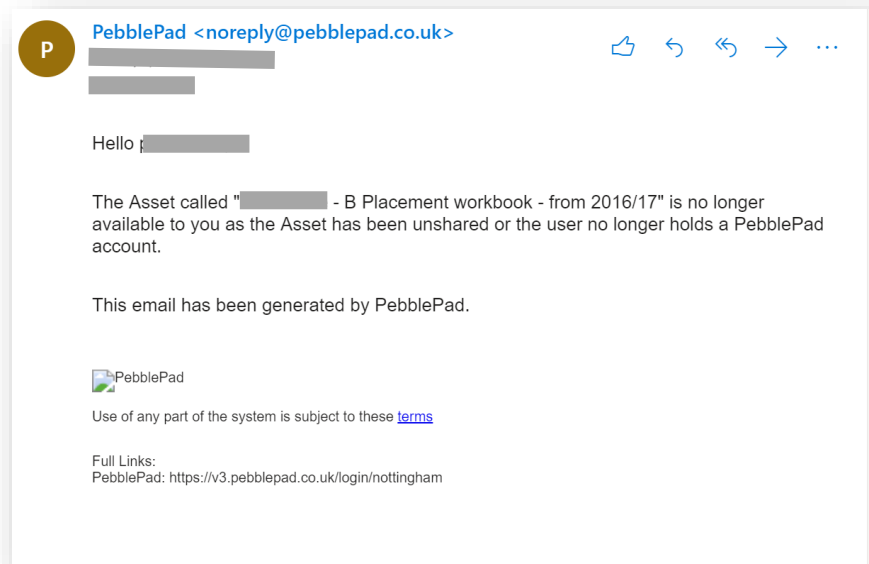 P
PebblePad <noreply@pebblepad.co.uk>
Hello
The Asset called " - B Placement workbook - from 2016/17" is no longer
available to you as the Asset has been unshared or the user no longer holds a PebblePad
account.
This email has been generated by PebblePad.
PebblePad
Use of any part of the system is subject to these terms
Full Links:
PebblePad: https://v3.pebblepad.co.uk/login/nottingham